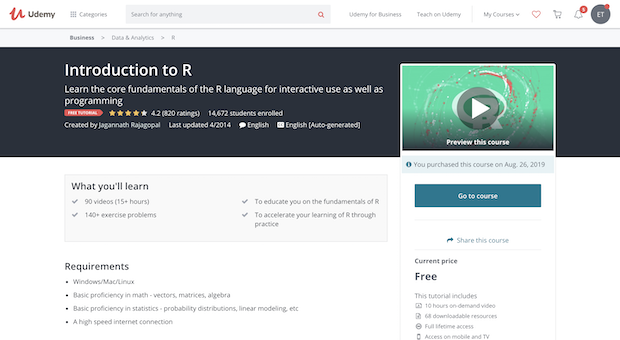 Udemy
Categories
Search for anything
Udemy for Business
Teach on Udemy
My Courses
6
ET
Business > Data & Analytics > R
Introduction to R
Learn the core fundamentals of the R language for interactive use as well as
programming
FREE TUTORIAL 4.2 (820 ratings) 14,672 students enrolled
Created by Jagannath Rajagopal Last updated 4/2014 English English [Auto-generated]
R
Preview this course
You purchased this course on Aug. 26, 2019
Go to course
Share this course
Current price
Free
This tutorial includes
10 hours on-demand video
68 downloadable resources
Full lifetime access
Access on mobile and TV
What you'll learn
90 videos (15+ hours)
140+ exercise problems
To educate you on the fundamentals of R
To accelerate your learning of R through
practice
Requirements
Windows/Mac/Linux
Basic proficiency in math - vectors, matrices, algebra
Basic proficiency in statistics - probability distributions, linear modeling, etc
A high speed internet connection